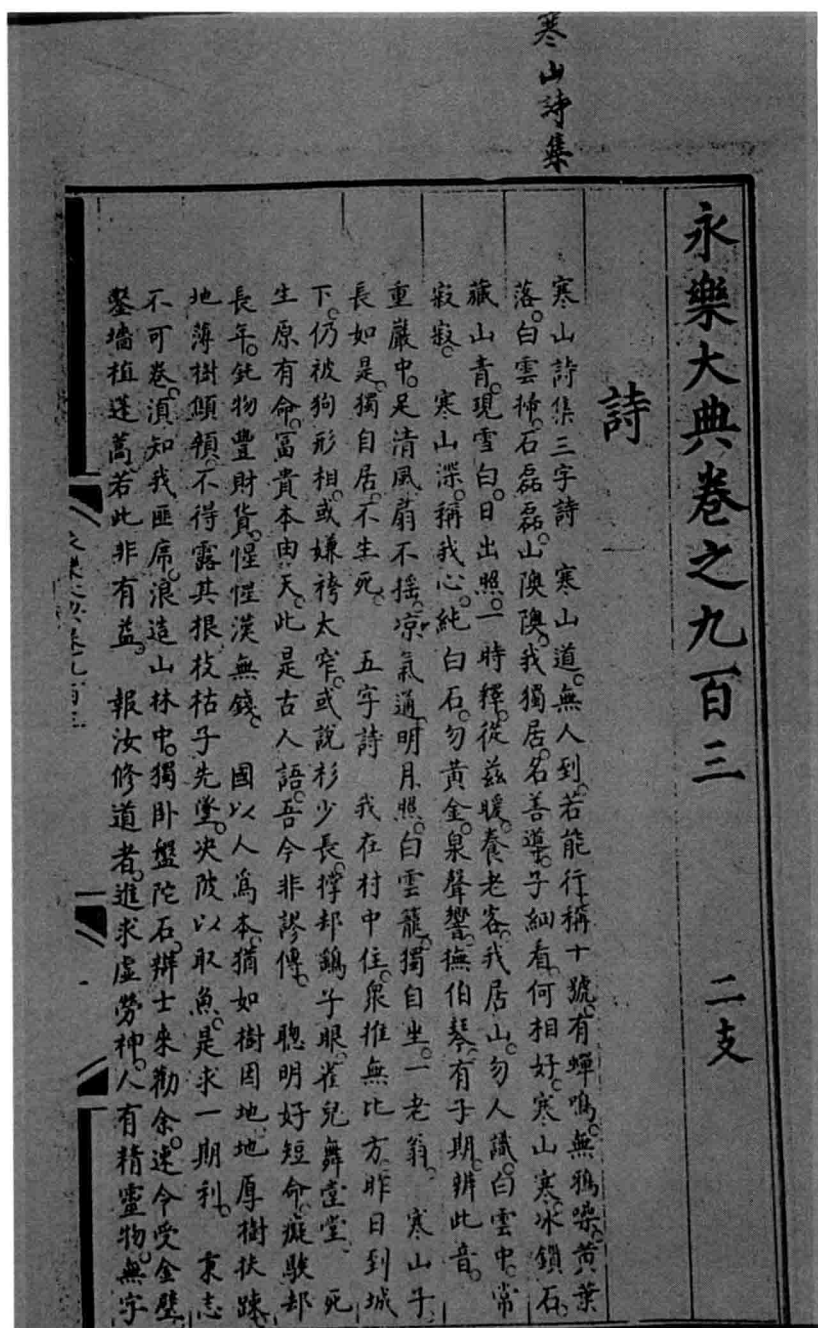 寒山詩集
永樂大典卷之九百三 二支
詩
寒山詩集三字詩 寒山道。無人到。若能行。稱十號。有蟬鳴。無鴉噪。黃葉
落。白雲掃。石磊磊。山隩隩。我獨居。名善導。子細看。何相好。寒山寒。冰鎖石。
藏山青。現雪白。日出照。一時釋。從茲暖。養老客。我居山。勿人識。白雲中。常
寂寂。 寒山深。稱我心。純白石。勿黃金。泉聲響。撫伯琴。有子期。辨此音。
重巖中。足清風。扇不搖。凉氣通。明月照。白雲籠。獨自坐。一老翁。 寒山子。
長如是。獨自居。不生死。 五字詩 我在村中住。衆推無比方。昨日到城
下。仍被狗形相。或嫌袴太窄。或說衫少長。撑却鷂子眼。雀兒舞堂堂。 死
生原有命。冨貴本由天。此是古人語。吾今非謬傳。 聰明好短命。癡騃却
長年。鈍物豐財貨。惺惺漢無錢。 國以人爲本。猶如樹因地。地厚樹扶踈。
地薄樹顦顇。不得露其根。枝枯子先墜。决陂以取魚。是求一期利。 秉志
不可卷。湏知我匪席。浪造山林中。獨卧盤陀石。辨士來勸余。速令受金璧。
鑿墻植蓬蒿。若此非有益。 報汝修道者。進求虛勞神。人有精靈物。無字
永樂大典卷九百三